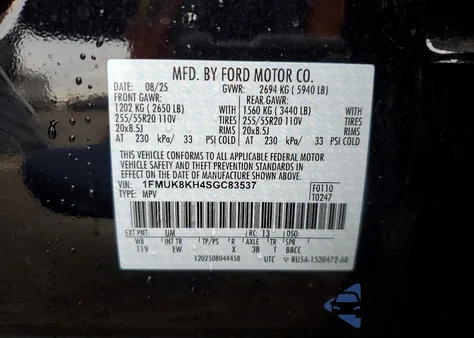 MFD. BY FORD MOTOR CO.
DATE: 08/25 GVWR: 2694 KG ( 5940 LB)
FRONT GAWR: REAR GAWR:
1202 KG ( 2650 LB) WITH 1560 KG ( 3440 LB) WITH
255/55R20 110V TIRES 255/55R20 110V TIRES
20x8.5J RIMS 20x8.5J RIMS
AT 230 kPa/ 33 PSI COLD AT 230 kPa/ 33 PSI COLD
THIS VEHICLE CONFORMS TO ALL APPLICABLE FEDERAL MOTOR
VEHICLE SAFETY AND THEFT PREVENTION STANDARDS IN
EFFECT ON THE DATE OF MANUFACTURE SHOWN ABOVE.
VIN: 1FMUK8KH4SGC83537 F0110
TYPE: MPV T0247
EXT PNT: UM RC: 13 DSO:
WB INT TR TP/PS R AXLE TR SPR
119 EW X 3B 1 BBCC
1202508044458 UTC RU5A-1520472-AB